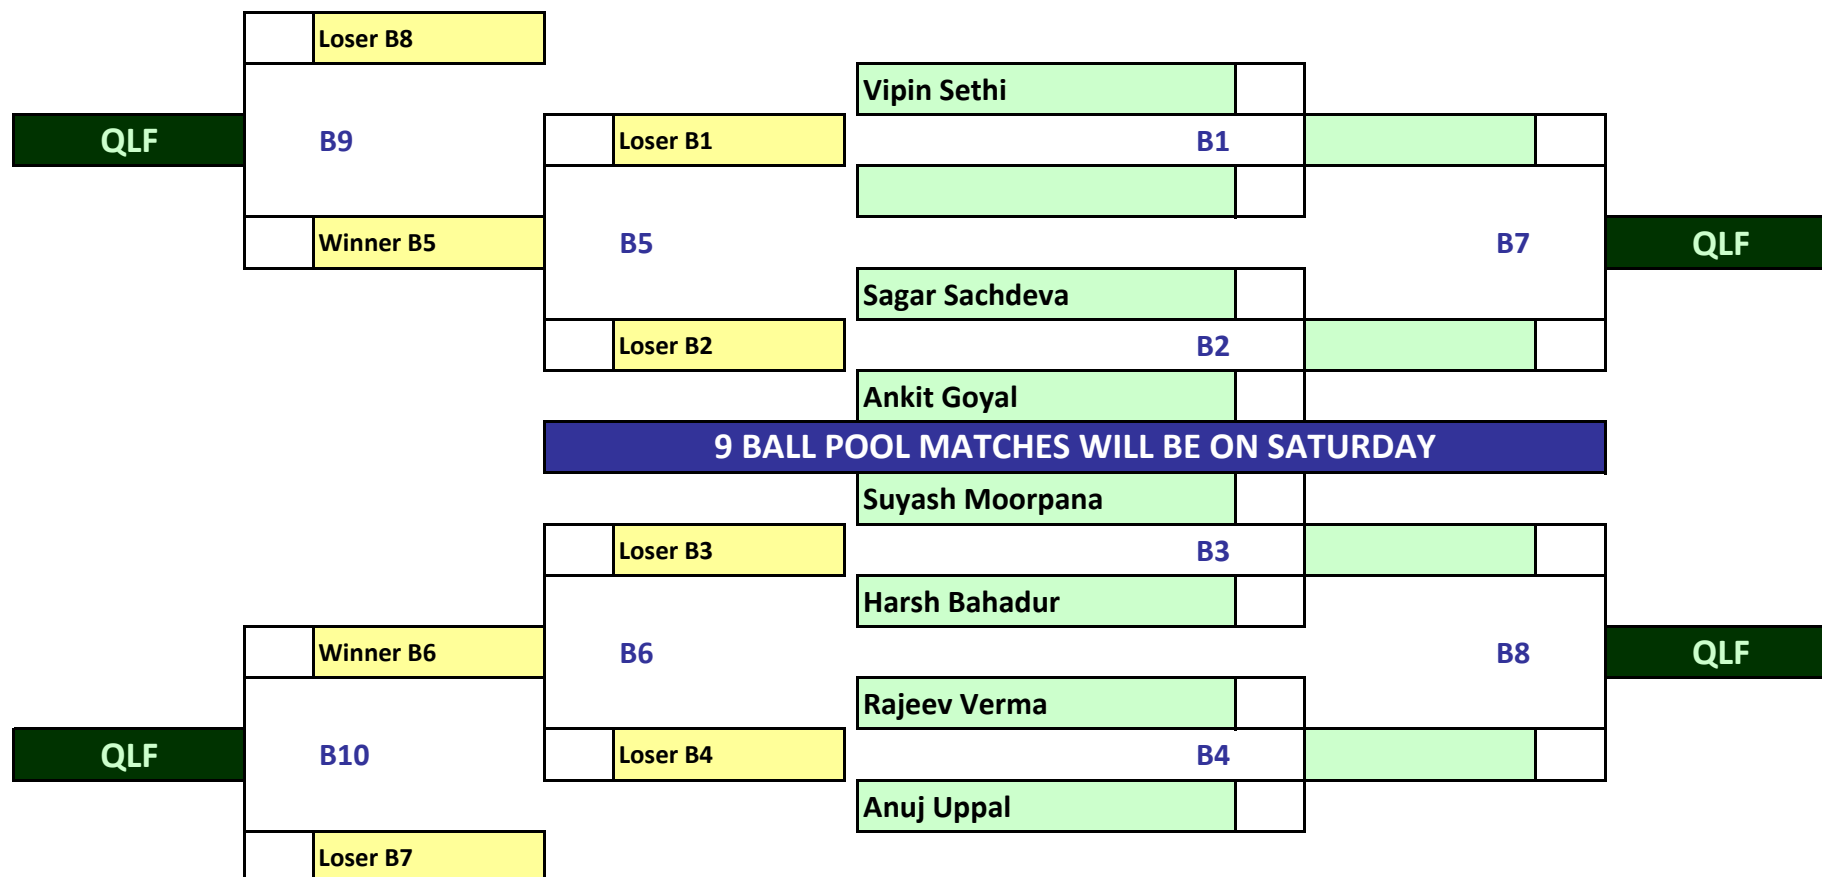 Loser B8
Vipin Sethi
QLF B9 Loser B1 B1
Winner B5 B5 B7 QLF
Sagar Sachdeva
Loser B2 B2
Ankit Goyal
9 BALL POOL MATCHES WILL BE ON SATURDAY
Suyash Moorpana
Loser B3 B3
Harsh Bahadur
Winner B6 B6 B8 QLF
Rajeev Verma
QLF B10 Loser B4 B4
Anuj Uppal
Loser B7